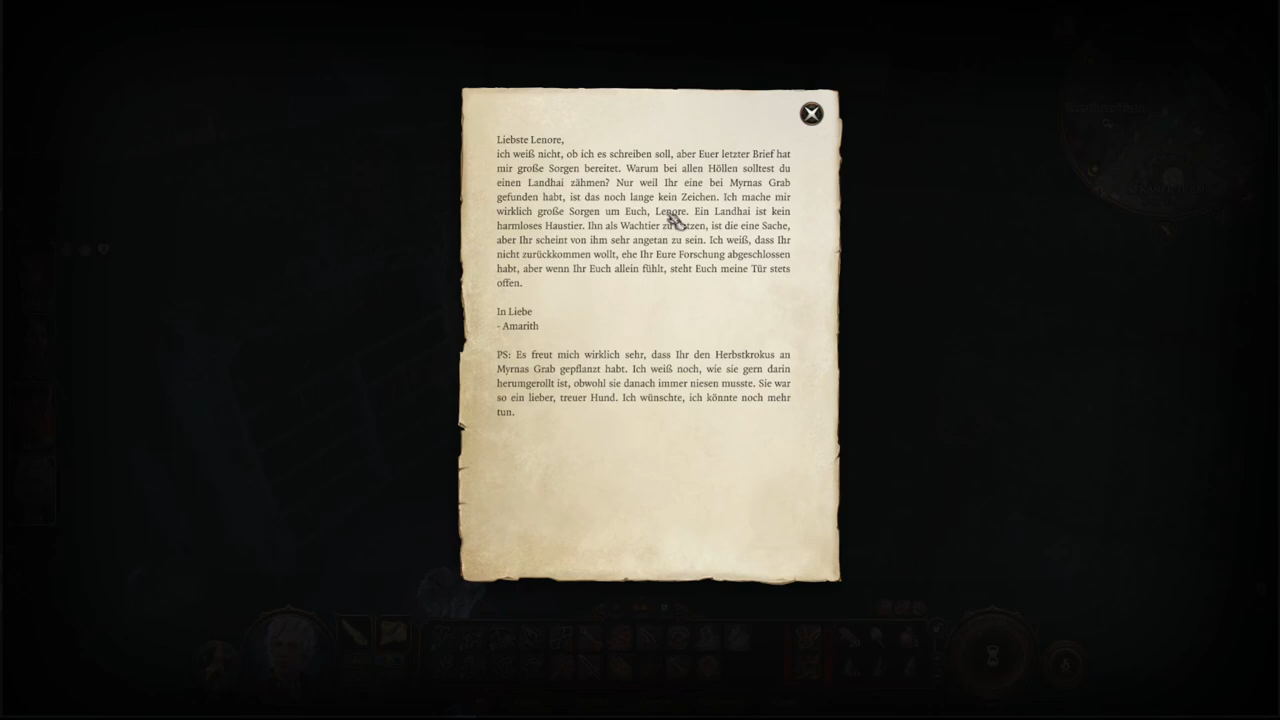 Liebste Lenore,
ich weiß nicht, ob ich es schreiben soll, aber Euer letzter Brief hat
mir große Sorgen bereitet. Warum bei allen Höllen solltest du
einen Landhai zähmen? Nur weil Ihr eine bei Myrnas Grab
gefunden habt, ist das noch lange kein Zeichen. Ich mache mir
wirklich große Sorgen um Euch, Lenore. Ein Landhai ist kein
harmloses Haustier. Ihn als Wachtier ist die eine Sache,
aber Ihr scheint von ihm sehr angetan zu sein. Ich weiß, dass Ihr
nicht zurückkommen wollt, ehe Ihr Eure Forschung abgeschlossen
habt, aber wenn Ihr Euch allein fühlt, steht Euch meine Tür stets
offen.
In Liebe
- Amarith
PS: Es freut mich wirklich sehr, dass Ihr den Herbstkrokus an
Myrnas Grab gepflanzt habt. Ich weiß noch, wie sie gern darin
herumgerollt ist, obwohl sie danach immer niesen musste. Sie war
so ein lieber, treuer Hund. Ich wünschte, ich könnte noch mehr
tun.